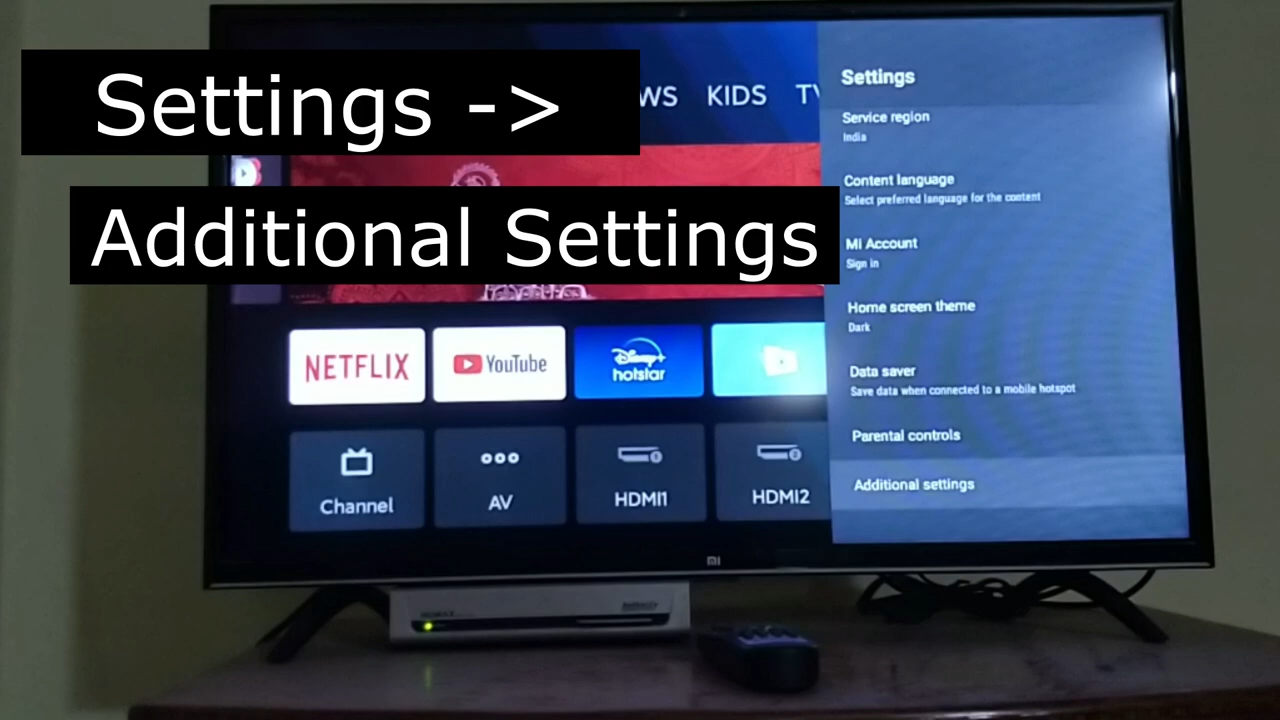 Settings ->
Additional Settings
WS KIDS TV
NETFLIX
YouTube
Disney+
hotstar
Channel
AV
HDMI1
HDMI2
Settings
Service region
India
Content language
Select preferred language for the content
Mi Account
Sign in
Home screen theme
Dark
Data saver
Save data when connected to a mobile hotspot
Parental controls
Additional settings
mi
HUMAX